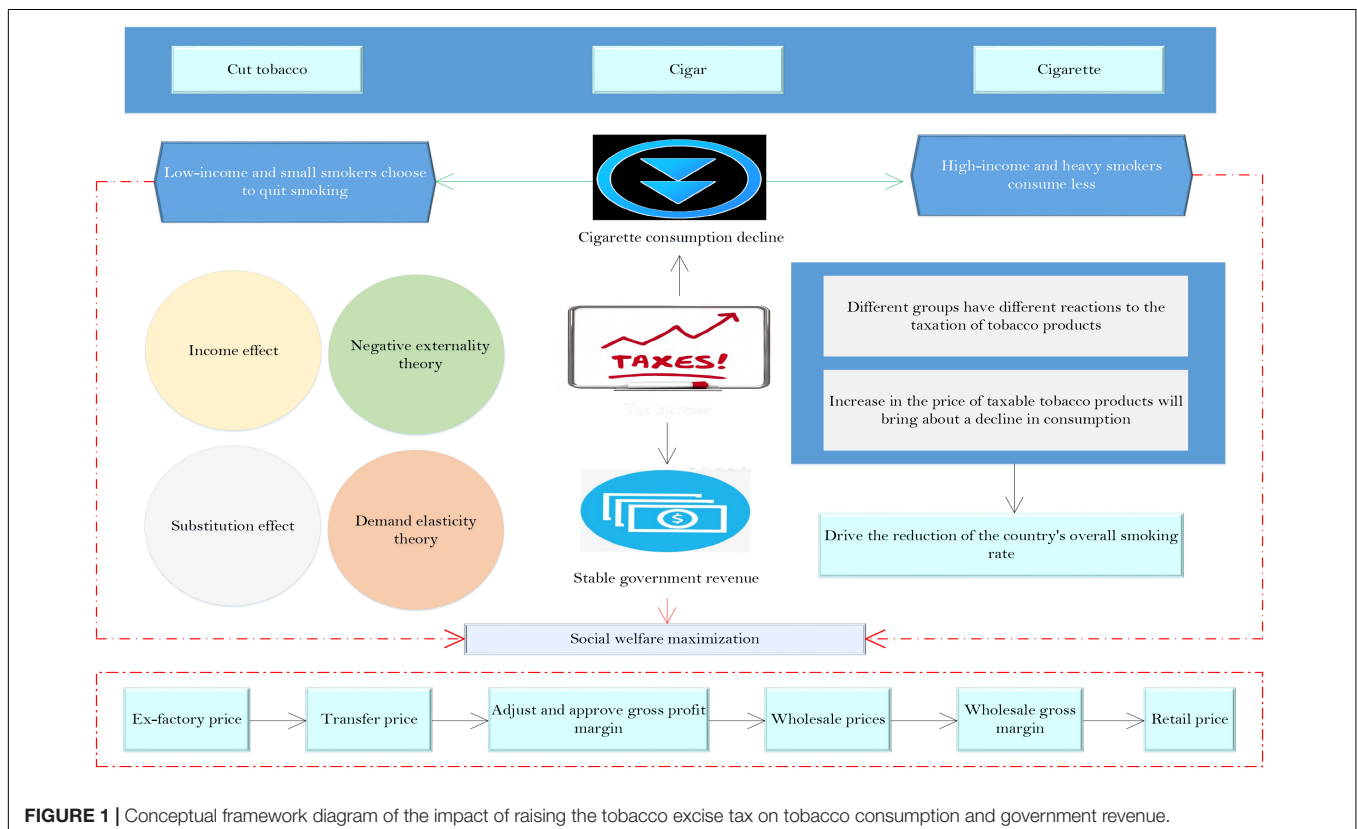 Cut tobacco
Cigar
Cigarette
Low-income and small smokers choose
to quit smoking
High-income and heavy smokers
consume less
Cigarette consumption decline
Different groups have different reactions to the
taxation of tobacco products
Increase in the price of taxable tobacco products will
bring about a decline in consumption
Income effect
Negative externality
theory
TAXES!
Tax increase
Substitution effect
Demand elasticity
theory
$
Stable government revenue
Drive the reduction of the country's overall smoking
rate
Social welfare maximization
Ex-factory price
Transfer price
Adjust and approve gross profit
margin
Wholesale prices
Wholesale gross
margin
Retail price
FIGURE 1 | Conceptual framework diagram of the impact of raising the tobacco excise tax on tobacco consumption and government revenue.